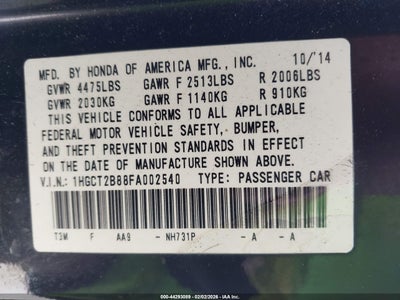 MFD. BY HONDA OF AMERICA MFG., INC. 10/'14
GVWR 4475LBS GAWR F 2513LBS R 2006LBS
GVWR 2030KG GAWR F 1140KG R 910KG
THIS VEHICLE CONFORMS TO ALL APPLICABLE
FEDERAL MOTOR VEHICLE SAFETY,- BUMPER,
AND THEFT PREVENTION STANDARDS IN EFFECT
ON THE DATE OF MANUFACTURE SHOWN ABOVE.
V.I.N.: 1HGCT2B88FA002540 TYPE: PASSENGER CAR
T3M F AA9 - NH731P - A - A
Stock #: 44293089 - 02/02/2026 - IAA, Inc.